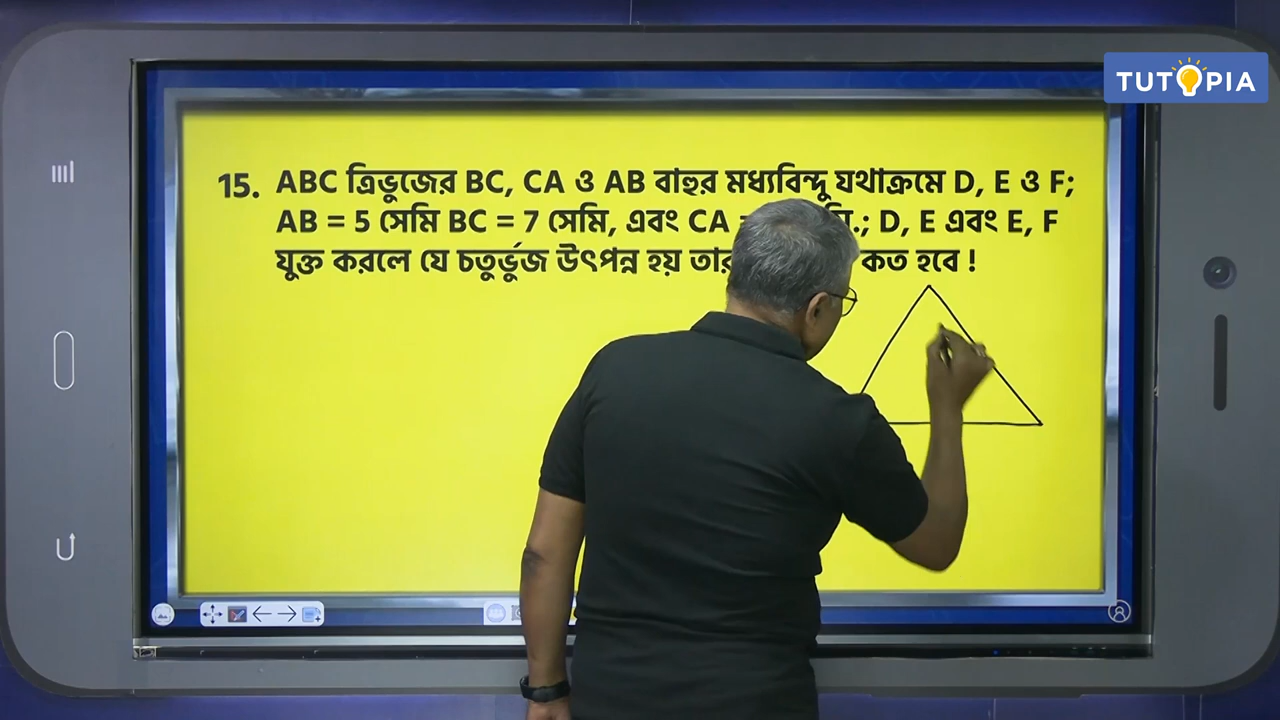 TUTOPIA
15. ABC ত্রিভুজের BC, CA ও AB বাহুর মধ্যবিন্দু যথাক্রমে D, E ও F;
AB = 5 সেমি BC = 7 সেমি, এবং CA = .; D, E এবং E, F
যুক্ত করলে যে চতুর্ভুজ উৎপন্ন হয় কত হবে !